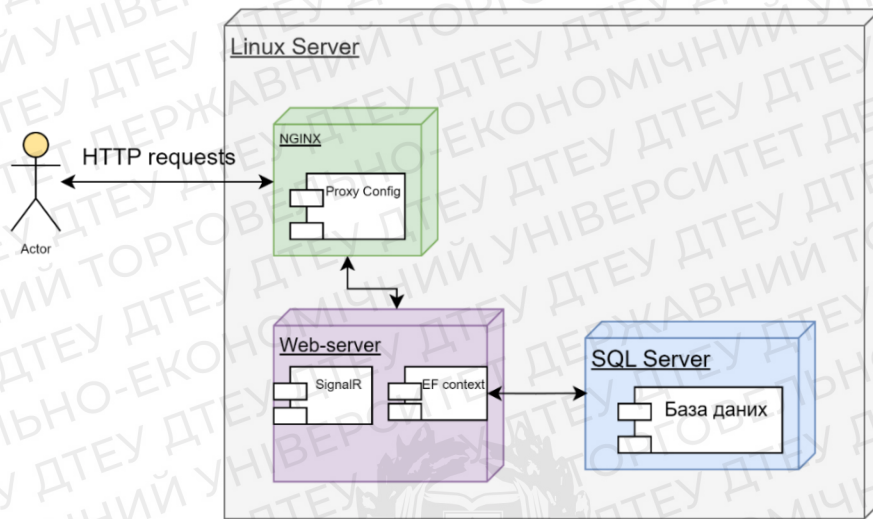 Linux Server
NGINX
HTTP requests
Proxy Config
Actor
Web-server
SQL Server
SignalR
EF context
База даних